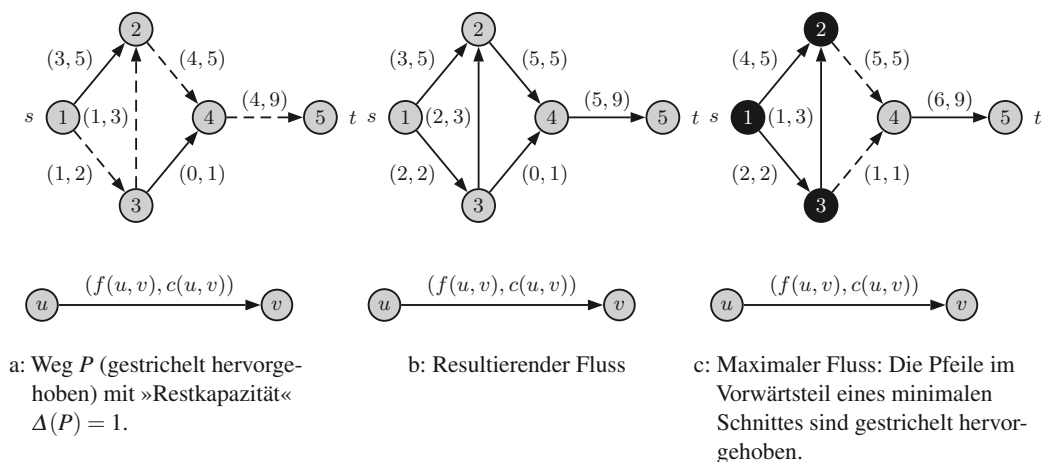 2
(3, 5)
(4, 5)
s
1
(1, 3)
4
(4, 9)
5
t
(1, 2)
(0, 1)
3
2
(3, 5)
(5, 5)
s
1
(2, 3)
4
(5, 9)
5
t
(2, 2)
(0, 1)
3
2
(4, 5)
(5, 5)
s
1
(1, 3)
4
(6, 9)
5
t
(2, 2)
(1, 1)
3
u
(f(u, v), c(u, v))
v
u
(f(u, v), c(u, v))
v
u
(f(u, v), c(u, v))
v
a: Weg P (gestrichelt hervorge-
hoben) mit »Restkapazität«
Δ(P) = 1.
b: Resultierender Fluss
c: Maximaler Fluss: Die Pfeile im
Vorwärtsteil eines minimalen
Schnittes sind gestrichelt hervor-
gehoben.